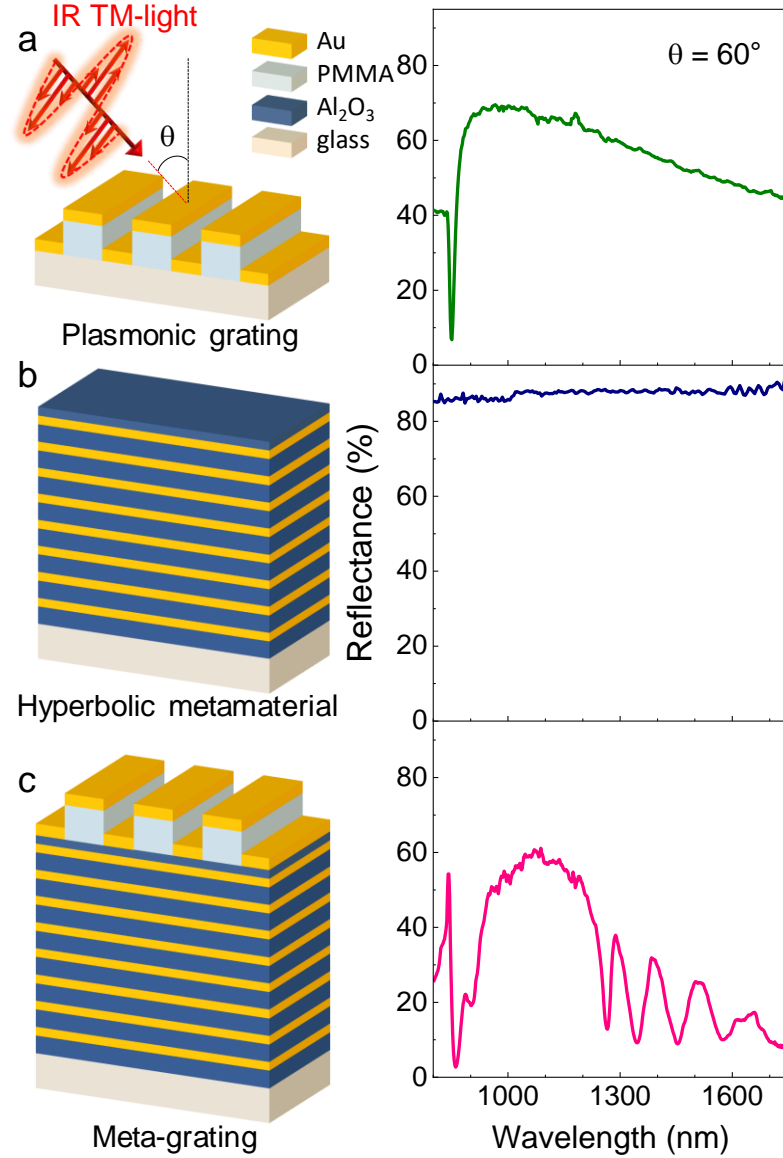 IR TM-light
a
Au
PMMA
Al₂O₃
glass
θ
Plasmonic grating
b
Hyperbolic metamaterial
c
Meta-grating
θ = 60°
80
60
40
20
0
80
60
40
20
0
80
60
40
20
0
Reflectance (%)
1000 1300 1600
Wavelength (nm)